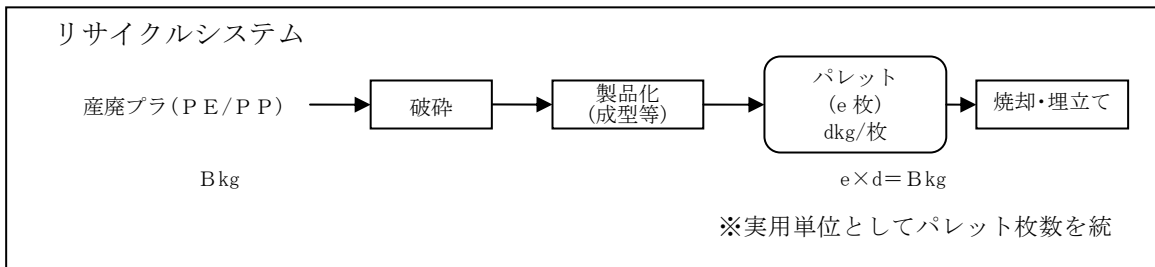 リサイクルシステム
産廃プラ(ＰＥ/ＰＰ)
破砕
製品化
(成型等)
パレット
(e 枚)
dkg/枚
焼却・埋立て
Ｂkg
e×d＝Ｂkg
※実用単位としてパレット枚数を統